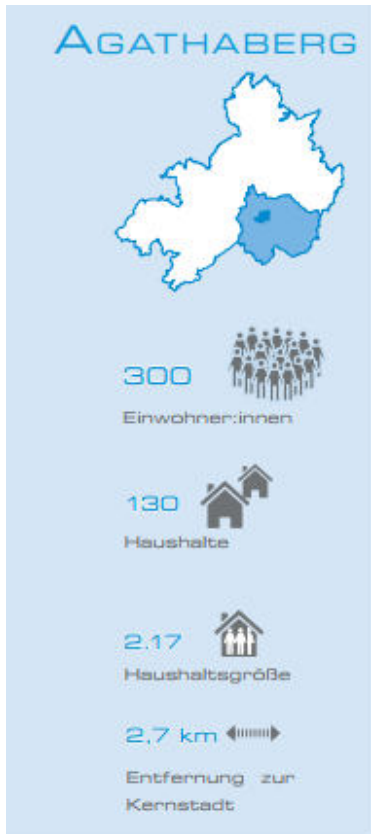 AGATHABERG
300
Einwohner:innen
130
Haushalte
2.17
Haushaltsgröße
2,7 km
Entfernung zur
Kernstadt